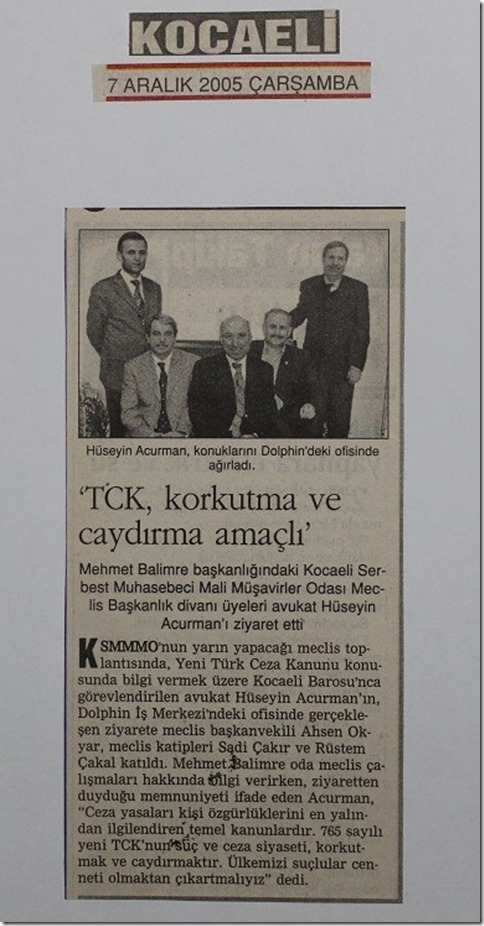 KOCAELİ
7 ARALIK 2005 ÇARŞAMBA
Hüseyin Acurman, konuklarını Dolphin'deki ofisinde
ağırladı.
'TCK, korkutma ve
caydırma amaçlı'
Mehmet Balimre başkanlığındaki Kocaeli Ser-
best Muhasebeci Mali Müşavirler Odası Mec-
lis Başkanlık divanı üyeleri avukat Hüseyin
Acurman'ı ziyaret etti
KSMMMO'nun yarın yapacağı meclis top-
lantısında, Yeni Türk Ceza Kanunu konu-
sunda bilgi vermek üzere Kocaeli Barosu'nca
görevlendirilen avukat Hüseyin Acurman'ın,
Dolphin İş Merkezi'ndeki ofisinde gerçekle-
şen ziyarete meclis başkanvekili Ahsen Ok-
yar, meclis katipleri Sadi Çakır ve Rüstem
Çakal katıldı. Mehmet Balimre oda meclis ça-
lışmaları hakkında bilgi verirken, ziyaretten
duyduğu memnuniyeti ifade eden Acurman,
"Ceza yasaları kişi özgürlüklerini en yalın-
dan ilgilendiren temel kanunlardır. 765 sayılı
yeni TCK'nun suç ve ceza siyaseti, korkut-
mak ve caydırmaktır. Ülkemizi suçlular cen-
neti olmaktan çıkartmalıyız" dedi.